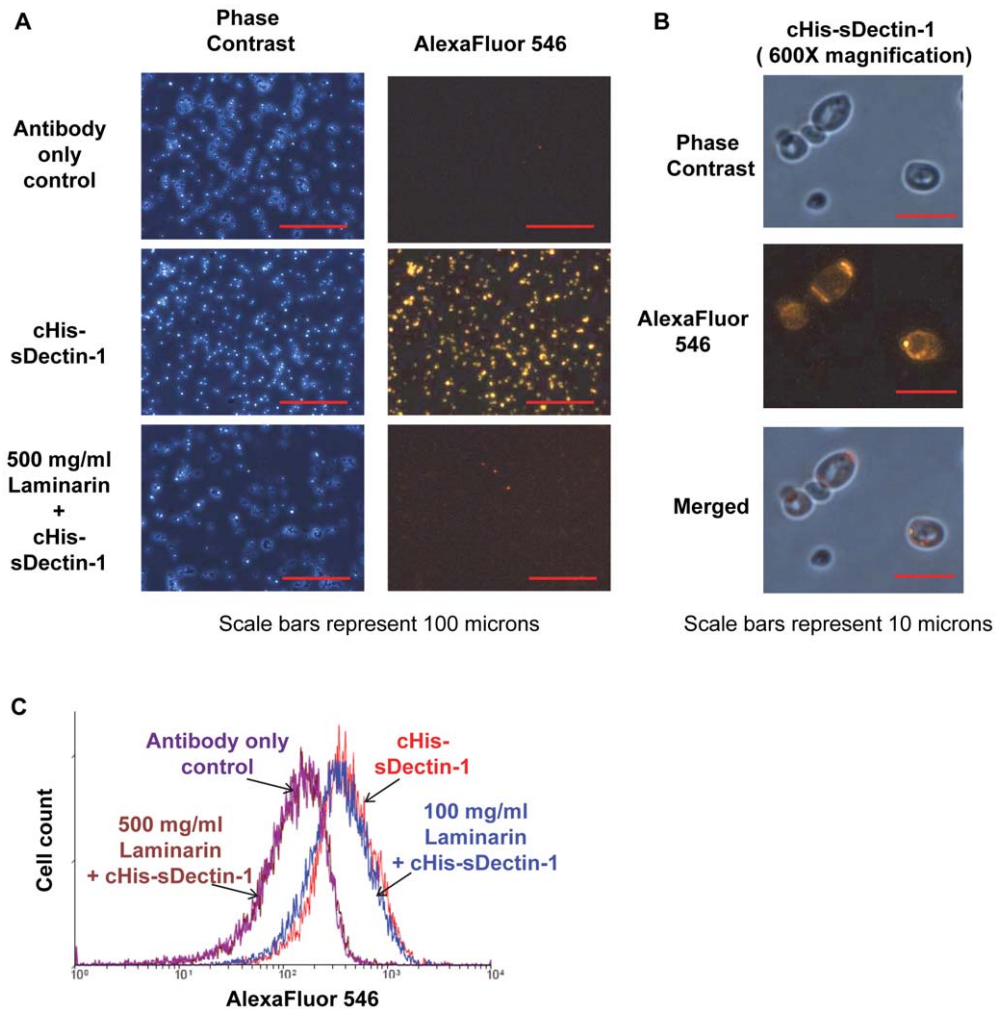 A
Phase
Contrast
AlexaFluor 546
Antibody
only
control
cHis-
sDectin-1
500 mg/ml
Laminarin
+
cHis-
sDectin-1
Scale bars represent 100 microns
B
cHis-sDectin-1
( 600X magnification)
Phase
Contrast
AlexaFluor
546
Merged
Scale bars represent 10 microns
C
Antibody only
control
cHis-
sDectin-1
500 mg/ml
Laminarin
+ cHis-sDectin-1
100 mg/ml
Laminarin
+ cHis-sDectin-1
Cell count
10⁰ 10¹ 10² 10³ 10⁴
AlexaFluor 546